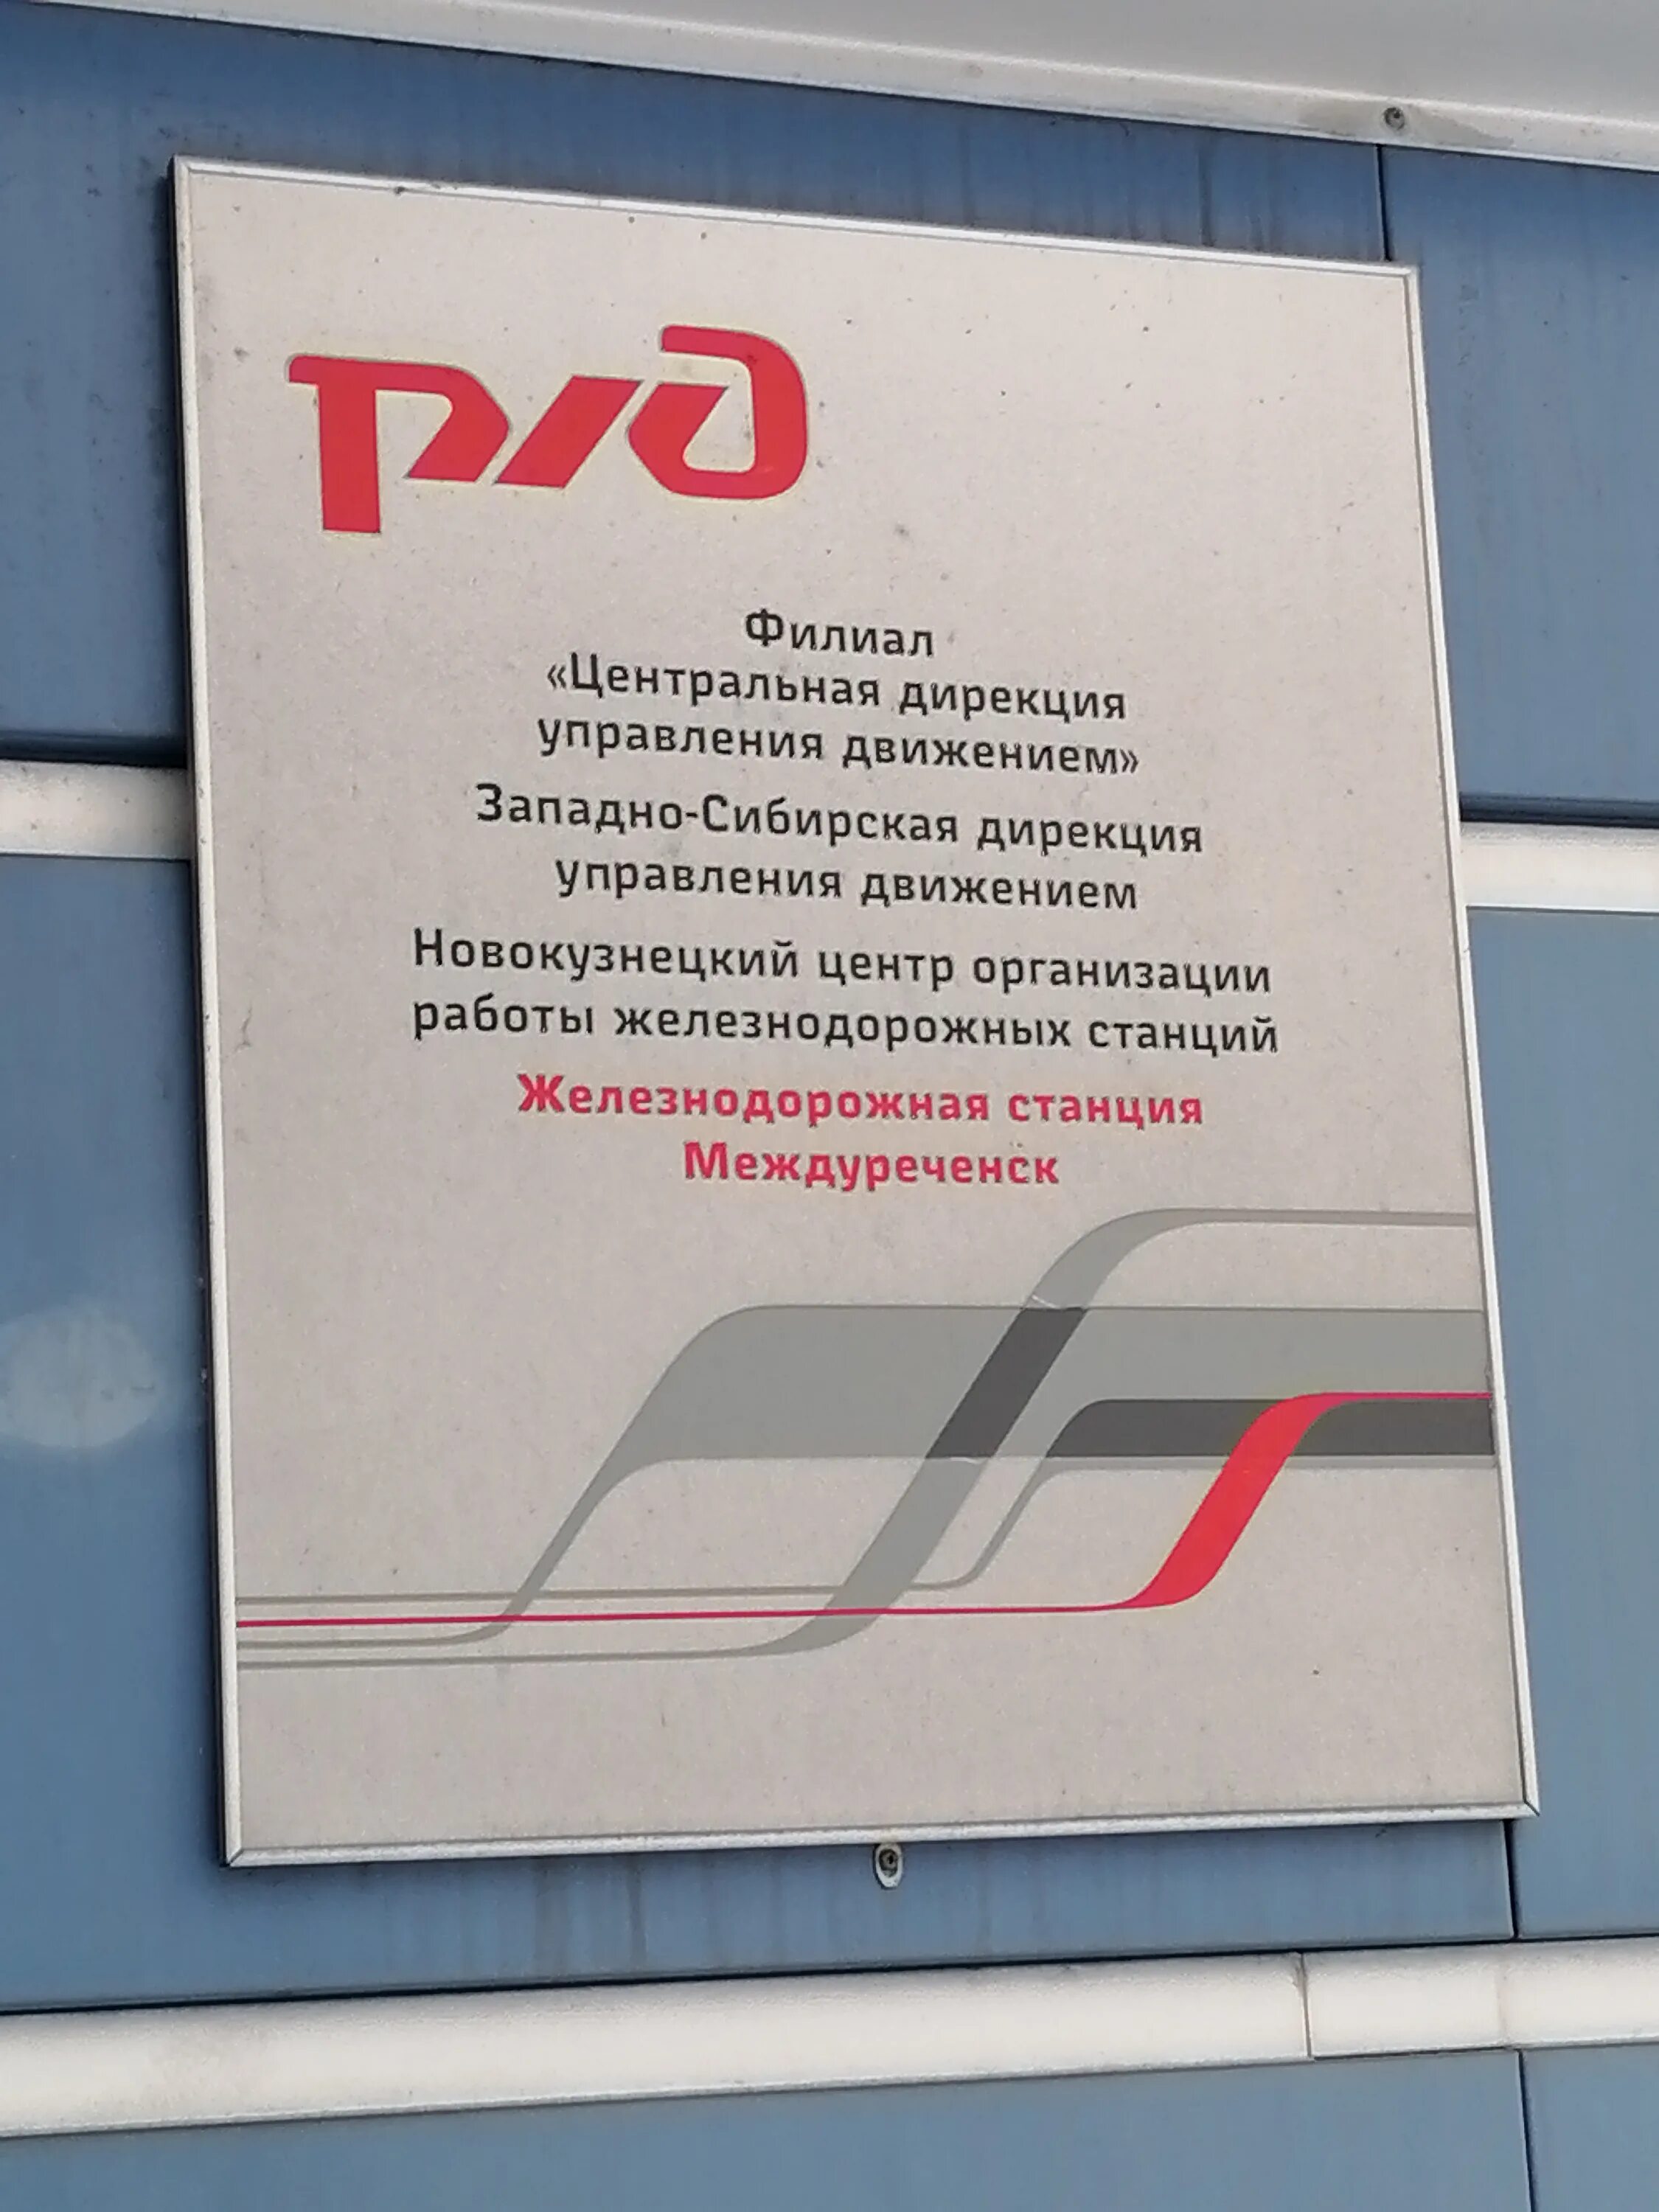 ржд
Филиал
«Центральная дирекция
управления движением»
Западно-Сибирская дирекция
управления движением
Новокузнецкий центр организации
работы железнодорожных станций
Железнодорожная станция
Междуреченск